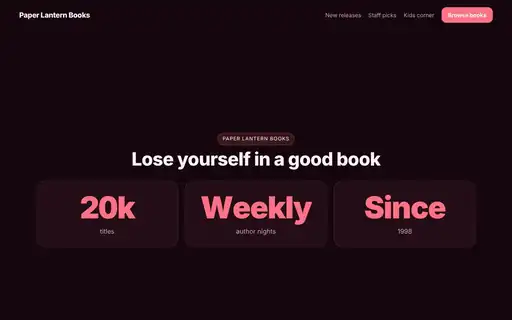 Paper Lantern Books
New releases
Staff picks
Kids corner
Browse books
PAPER LANTERN BOOKS
Lose yourself in a good book
20k
titles
Weekly
author nights
Since
1998